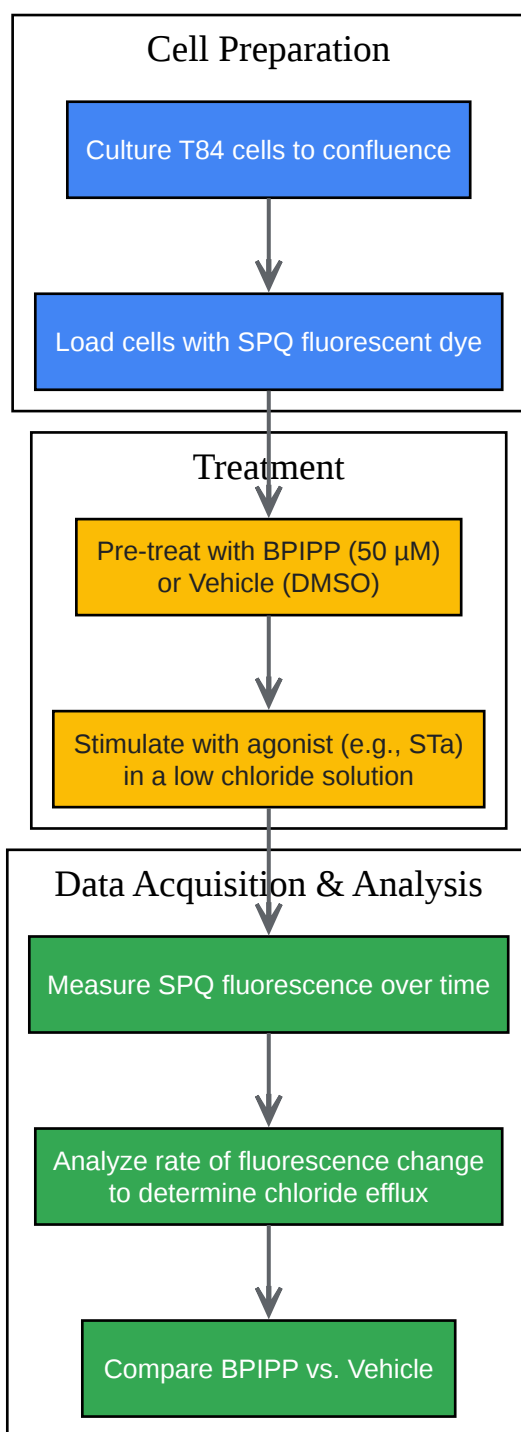 Cell Preparation
Culture T84 cells to confluence
Load cells with SPQ fluorescent dye
Treatment
Pre-treat with BPIPP (50 µM)
or Vehicle (DMSO)
Stimulate with agonist (e.g., STa)
in a low chloride solution
Data Acquisition & Analysis
Measure SPQ fluorescence over time
Analyze rate of fluorescence change
to determine chloride efflux
Compare BPIPP vs. Vehicle